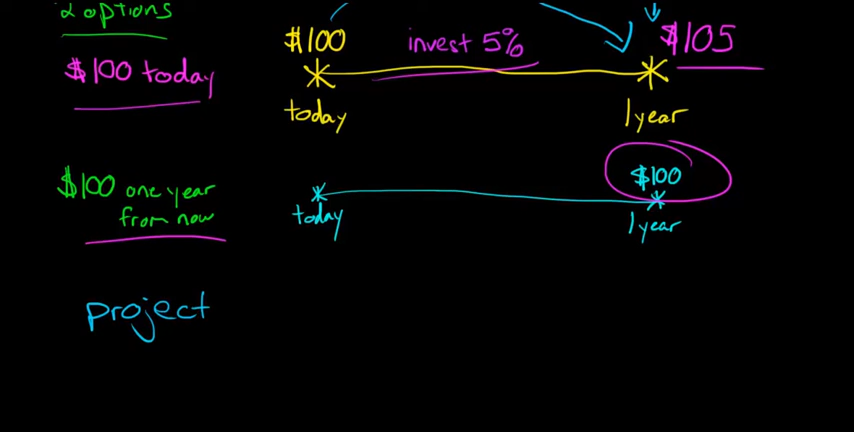 2 options
$100 today
$100 invest 5% $105
today 1 year
$100 one year
from now
$100
today 1 year
project